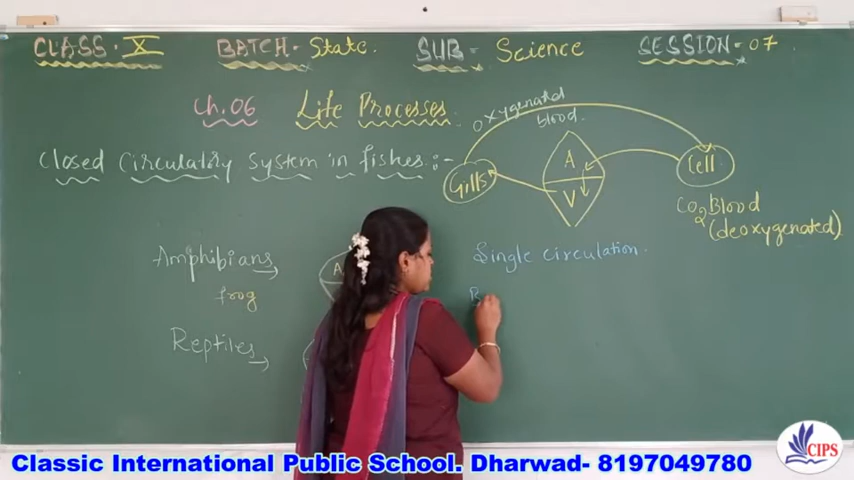 CLASS - X BATCH - State. SUB - Science SESSION - 07
Ch. 06 Life Processes
Oxygenated
blood.
Closed Circulatory System in fishes :-
Gills
A
V
Cell
CO2 Blood
(deoxygenated)
Single circulation.
Amphibians
A
frog
Reptiles
Classic International Public School. Dharwad- 8197049780
CIPS